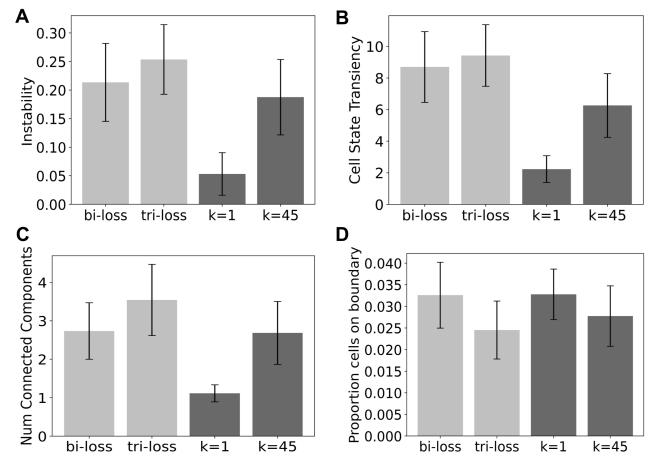 A
Instability
0.30
0.25
0.20
0.15
0.10
0.05
0.00
bi-loss tri-loss k=1 k=45
B
Cell State Transiency
10
8
6
4
2
0
bi-loss tri-loss k=1 k=45
C
Num Connected Components
4
3
2
1
0
bi-loss tri-loss k=1 k=45
D
Proportion cells on boundary
0.040
0.035
0.030
0.025
0.020
0.015
0.010
0.005
0.000
bi-loss tri-loss k=1 k=45